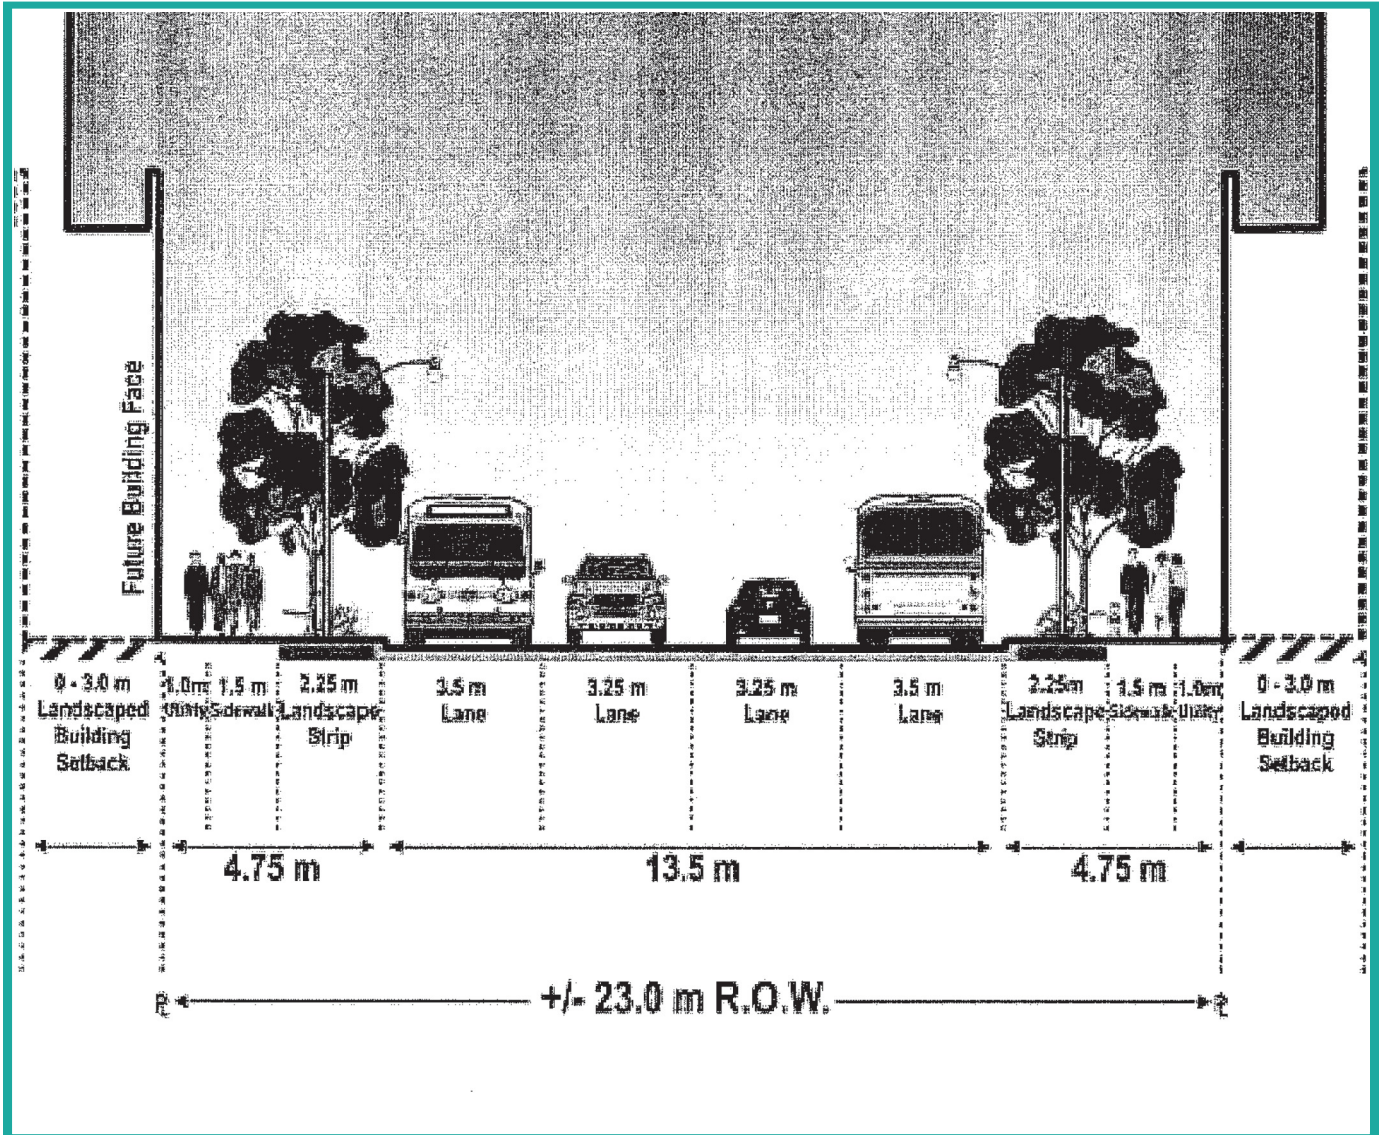 Future Building Face
0 - 3.0 m
Landscaped
Building
Setback
1.0m
Utility
1.5 m
Sidewalk
2.25 m
Landscape
Strip
3.5 m
Lane
3.25 m
Lane
3.25 m
Lane
3.5 m
Lane
2.25m
Landscape
Strip
1.5 m
Sidewalk
1.0m
Utility
0 - 3.0 m
Landscaped
Building
Setback
4.75 m
13.5 m
4.75 m
+/- 23.0 m R.O.W.